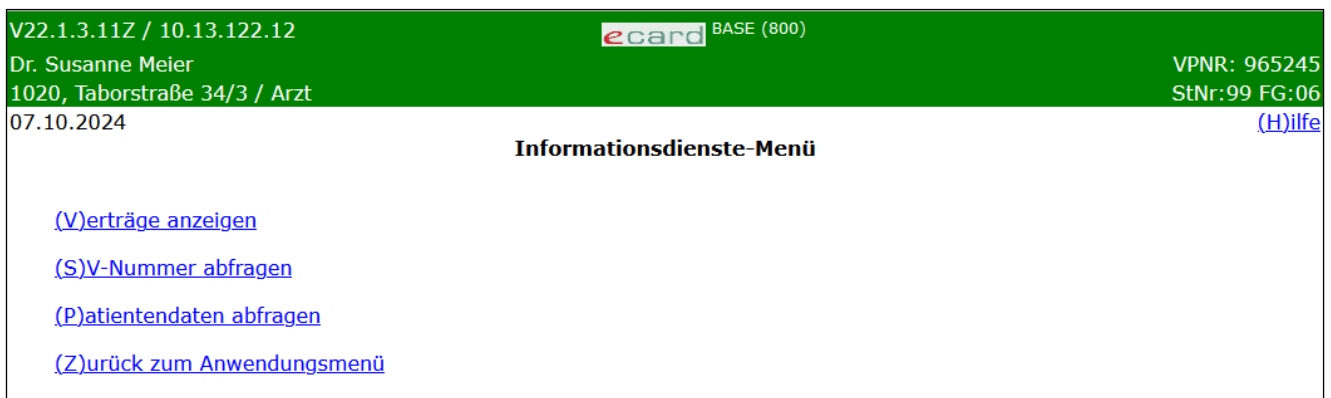 V22.1.3.11Z / 10.13.122.12 ecard BASE (800)
Dr. Susanne Meier VPNR: 965245
1020, Taborstraße 34/3 / Arzt StNr:99 FG:06
07.10.2024 (H)ilfe
Informationsdienste-Menü
(V)erträge anzeigen
(S)V-Nummer abfragen
(P)atientendaten abfragen
(Z)urück zum Anwendungsmenü